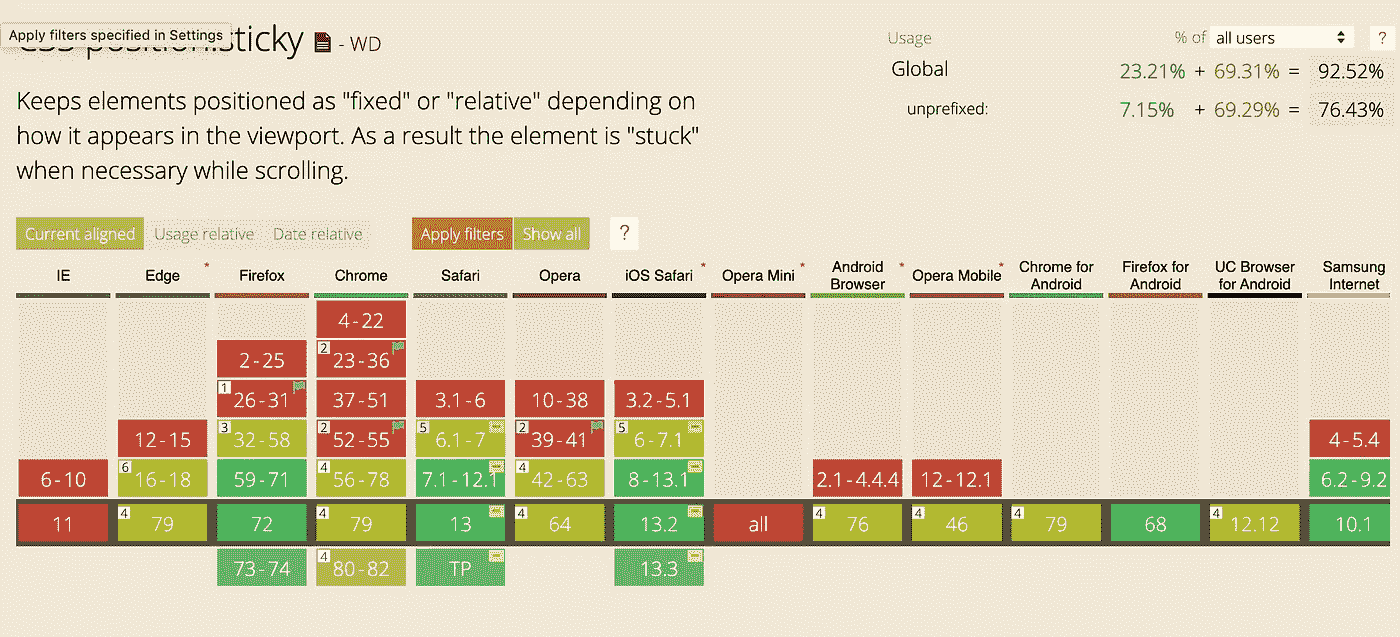 Apply filters specified in Settings
sticky - WD
Keeps elements positioned as "fixed" or "relative" depending on
how it appears in the viewport. As a result the element is "stuck"
when necessary while scrolling.
Usage % of all users ?
Global 23.21% + 69.31% = 92.52%
unprefixed: 7.15% + 69.29% = 76.43%
Current aligned Usage relative Date relative Apply filters Show all ?
IE Edge * Firefox Chrome Safari Opera iOS Safari * Opera Mini * Android Browser * Opera Mobile * Chrome for Android Firefox for Android UC Browser for Android Samsung Internet
4-22
2-25 2 23-36
1 26-31 37-51 3.1-6 10-38 3.2-5.1
12-15 3 32-58 2 52-55 5 6.1-7 2 39-41 5 6-7.1 4-5.4
6-10 6 16-18 59-71 4 56-78 7.1-12.1 4 42-63 8-13.1 2.1-4.4.4 12-12.1 6.2-9.2
11 4 79 72 4 79 13 4 64 13.2 all 4 76 4 46 4 79 68 4 12.12 10.1
73-74 4 80-82 TP 13.3